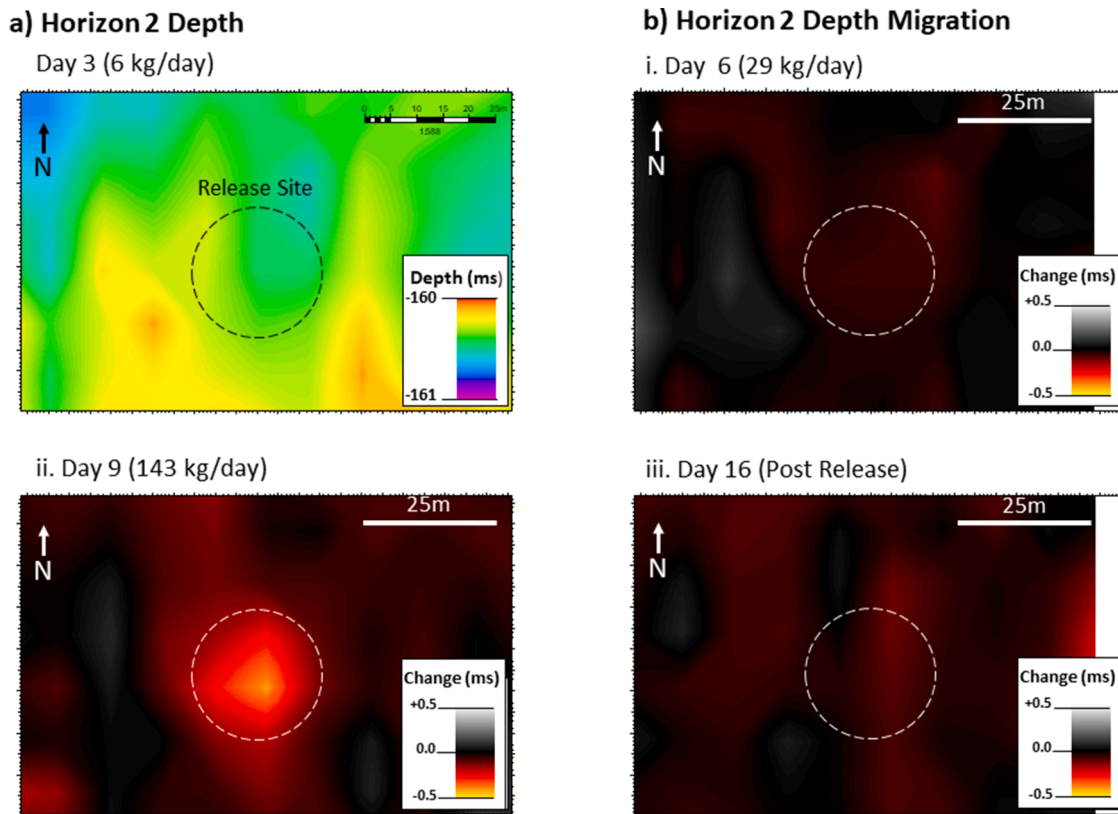 a) Horizon 2 Depth
Day 3 (6 kg/day)
N
0 5 10 15 20 25m
1:588
Release Site
Depth (ms)
-160
-161
b) Horizon 2 Depth Migration
i. Day 6 (29 kg/day)
N
25m
Change (ms)
+0.5
0.0
-0.5
ii. Day 9 (143 kg/day)
N
25m
Change (ms)
+0.5
0.0
-0.5
iii. Day 16 (Post Release)
N
25m
Change (ms)
+0.5
0.0
-0.5